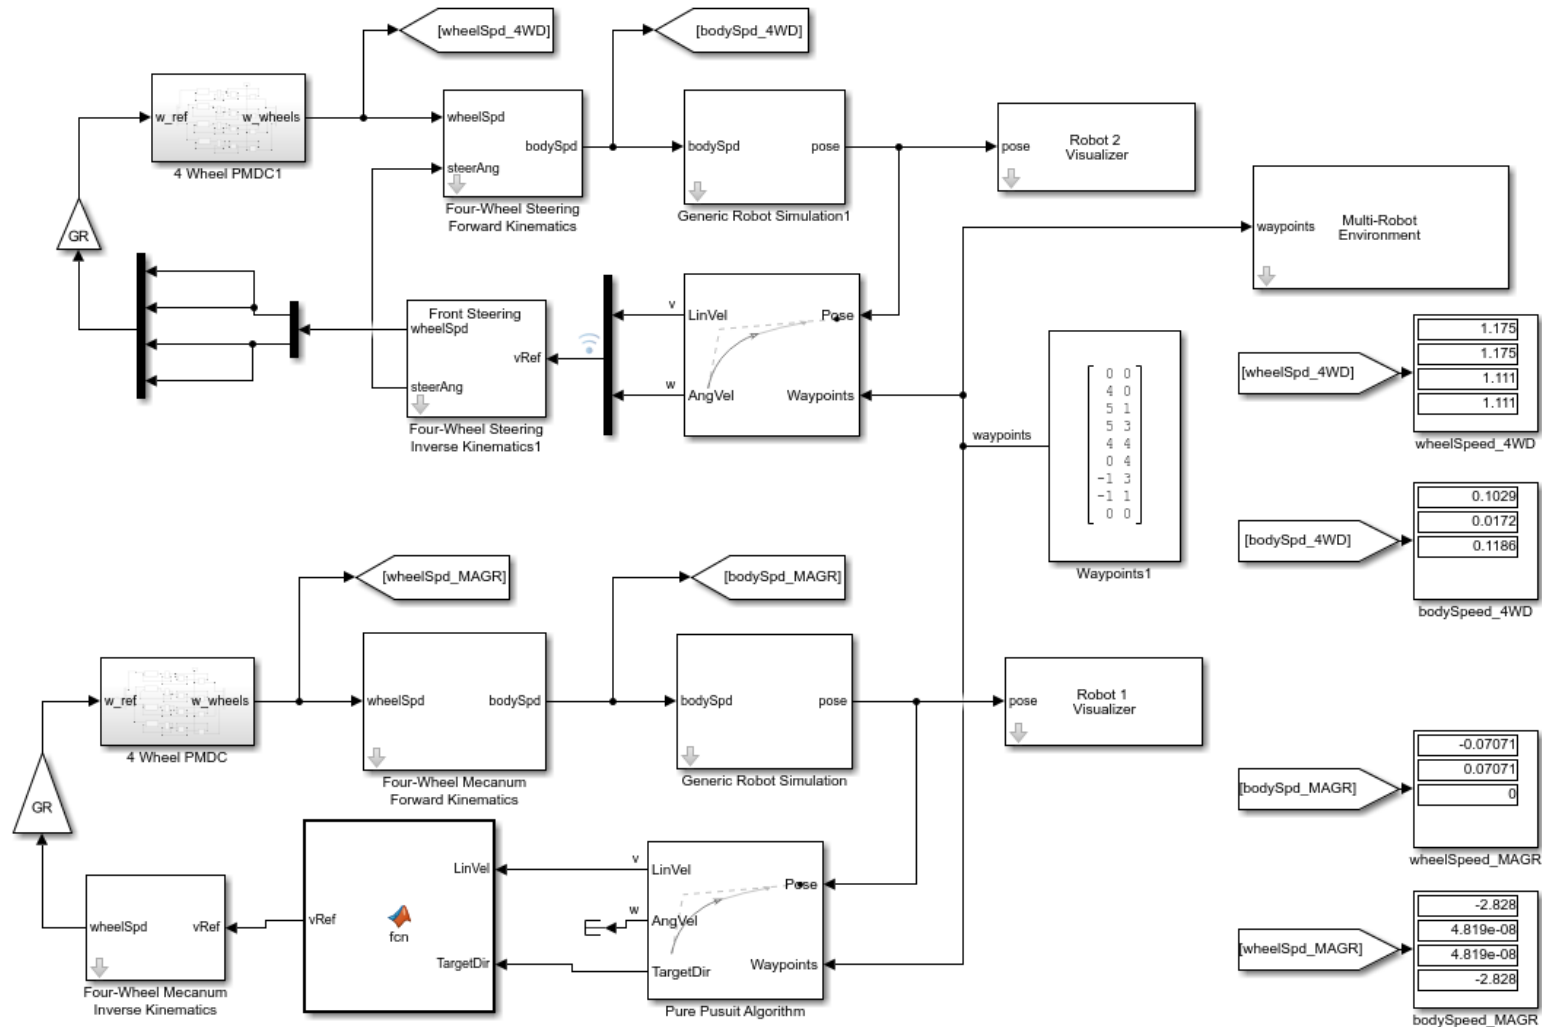 [wheelSpd_4WD]
[bodySpd_4WD]
w_ref
w_wheels
4 Wheel PMDC1
wheelSpd
bodySpd
steerAng
Four-Wheel Steering
Forward Kinematics
bodySpd
pose
Generic Robot Simulation1
pose
Robot 2
Visualizer
waypoints
Multi-Robot
Environment
GR
Front Steering
wheelSpd
vRef
steerAng
Four-Wheel Steering
Inverse Kinematics1
v
LinVel
Pose
w
AngVel
Waypoints
waypoints
0 0
4 0
5 1
5 3
4 4
0 4
-1 3
-1 1
0 0
Waypoints1
[wheelSpd_4WD]
1.175
1.175
1.111
1.111
wheelSpeed_4WD
[bodySpd_4WD]
0.1029
0.0172
0.1186
bodySpeed_4WD
[wheelSpd_MAGR]
[bodySpd_MAGR]
w_ref
w_wheels
4 Wheel PMDC
wheelSpd
bodySpd
Four-Wheel Mecanum
Forward Kinematics
bodySpd
pose
Generic Robot Simulation
pose
Robot 1
Visualizer
[bodySpd_MAGR]
-0.07071
0.07071
0
wheelSpeed_MAGR
GR
wheelSpd
vRef
Four-Wheel Mecanum
Inverse Kinematics
vRef
fcn
LinVel
TargetDir
v
LinVel
Pose
w
AngVel
TargetDir
Waypoints
Pure Pusuit Algorithm
[wheelSpd_MAGR]
-2.828
4.819e-08
4.819e-08
-2.828
bodySpeed_MAGR